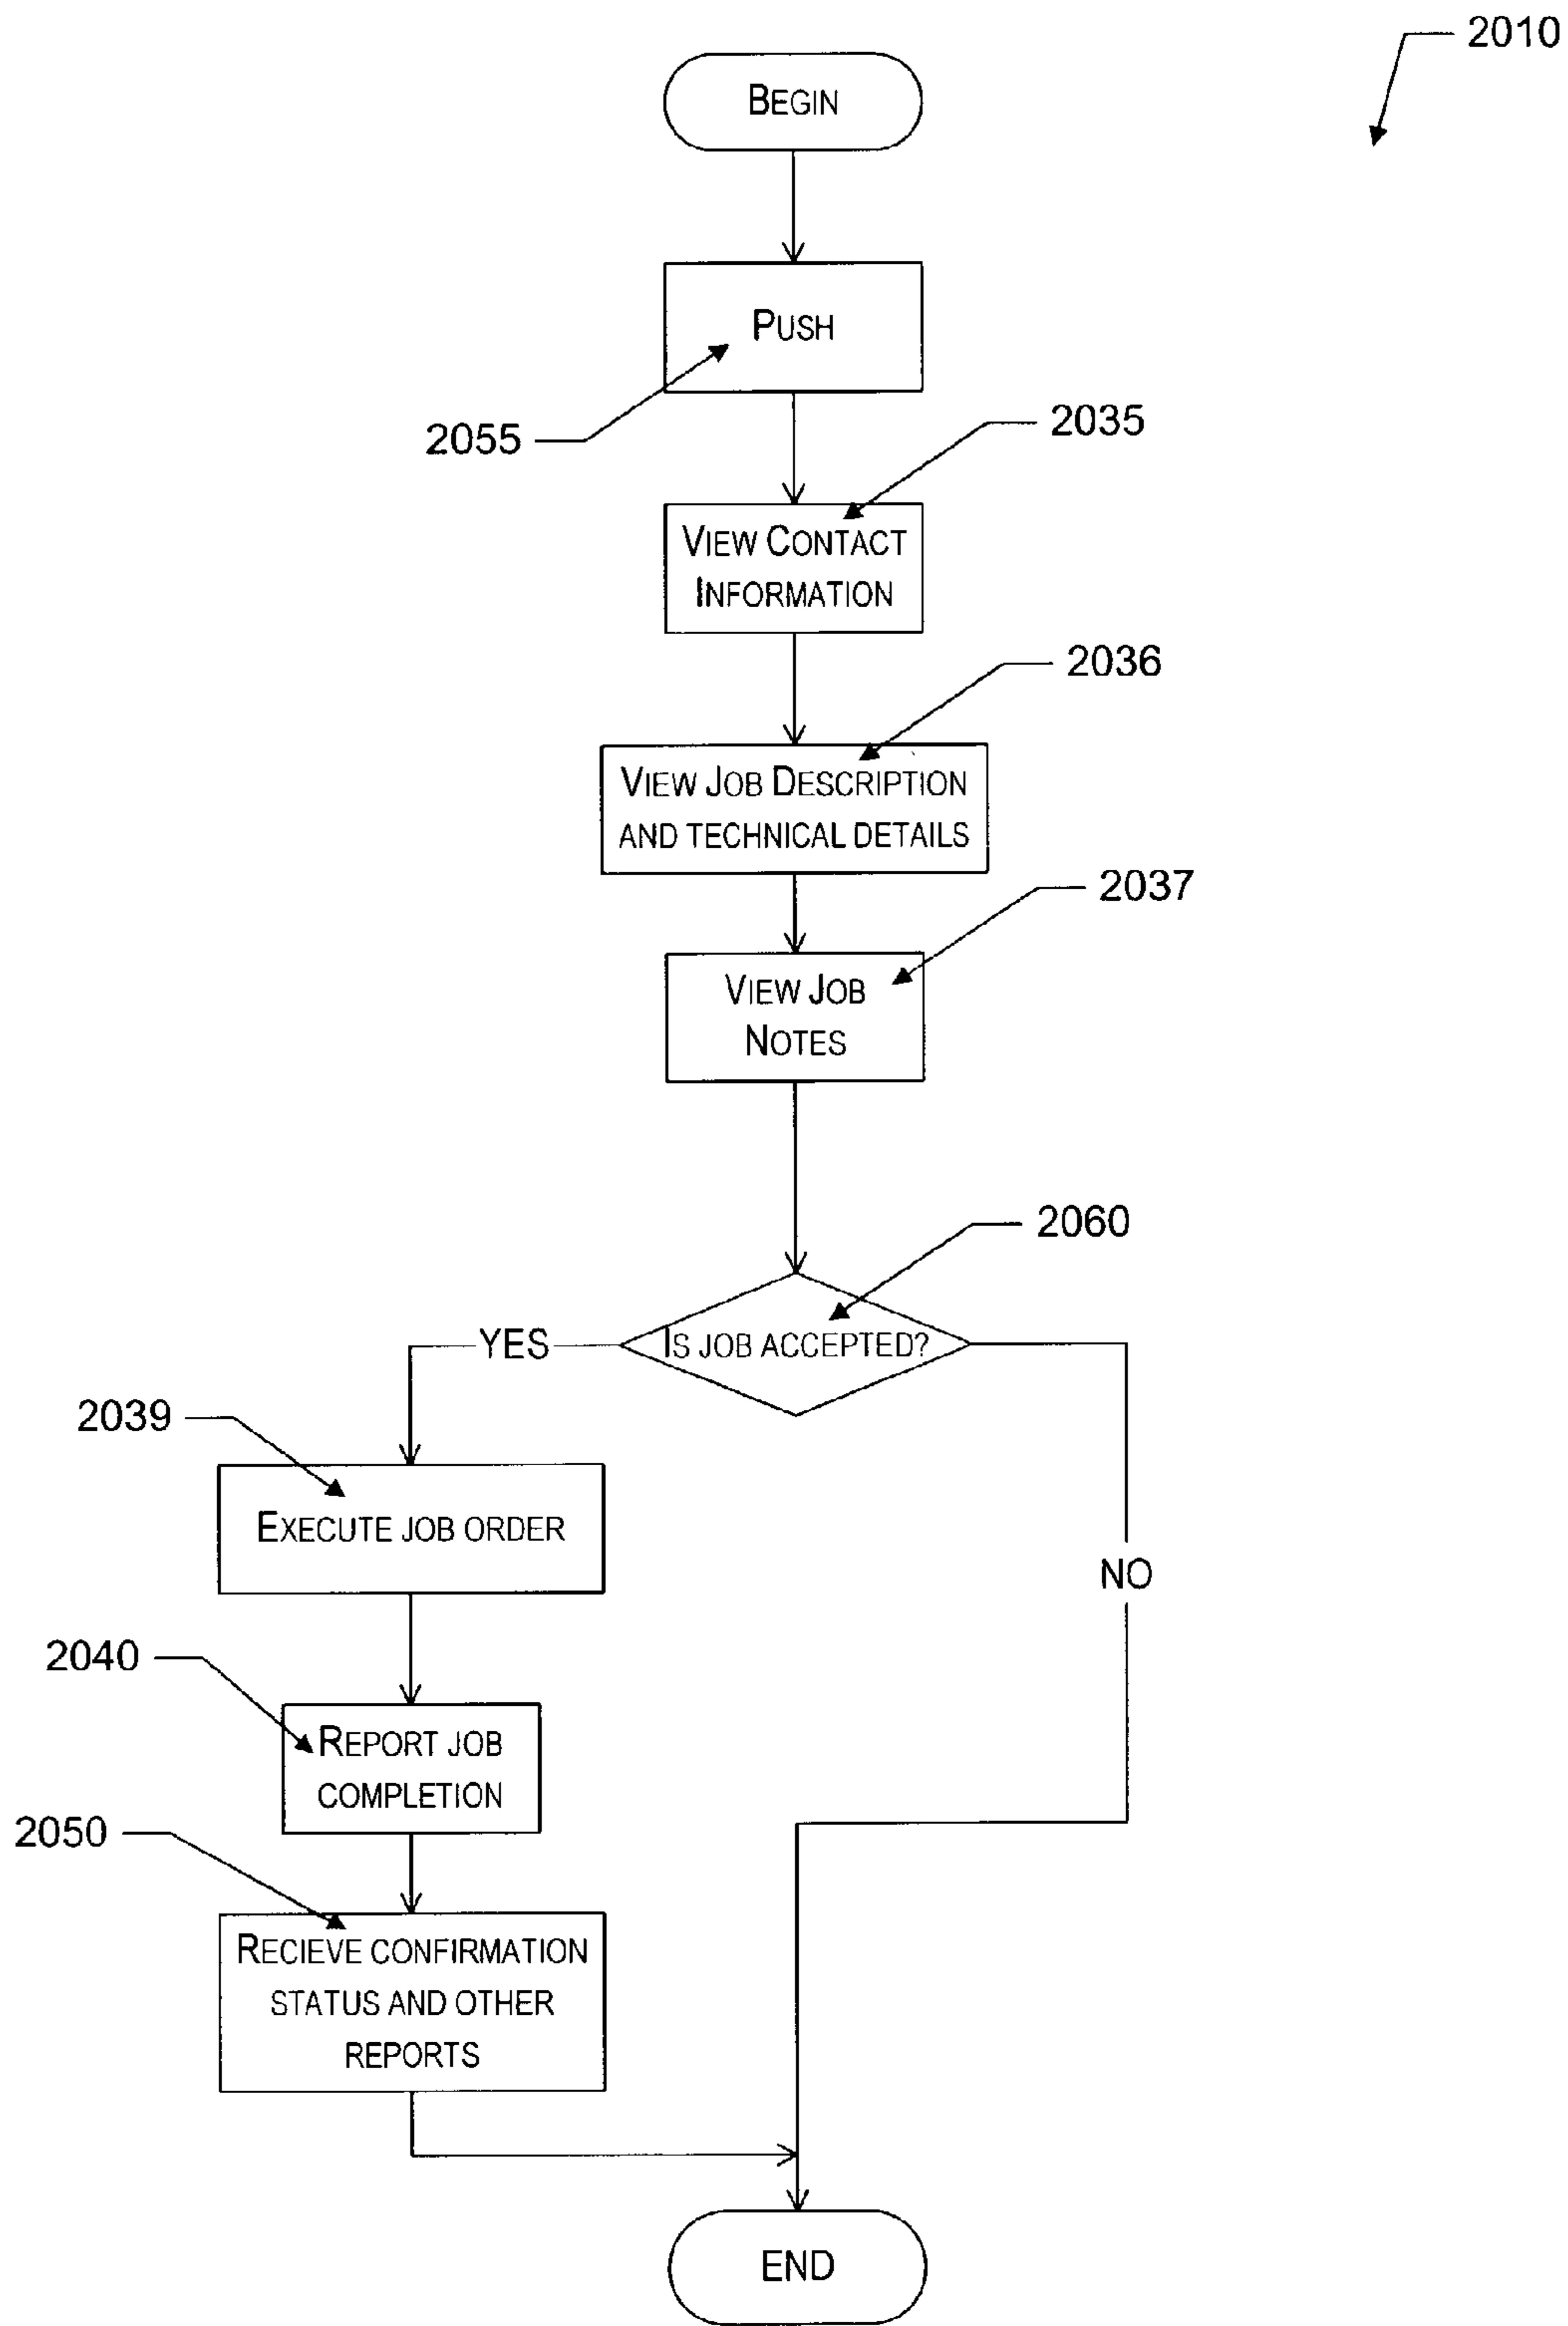 2010
BEGIN
PUSH
2055
2035
VIEW CONTACT
INFORMATION
2036
VIEW JOB DESCRIPTION
AND TECHNICAL DETAILS
2037
VIEW JOB
NOTES
2060
IS JOB ACCEPTED?
YES
2039
EXECUTE JOB ORDER
NO
2040
REPORT JOB
COMPLETION
2050
RECIEVE CONFIRMATION
STATUS AND OTHER
REPORTS
END